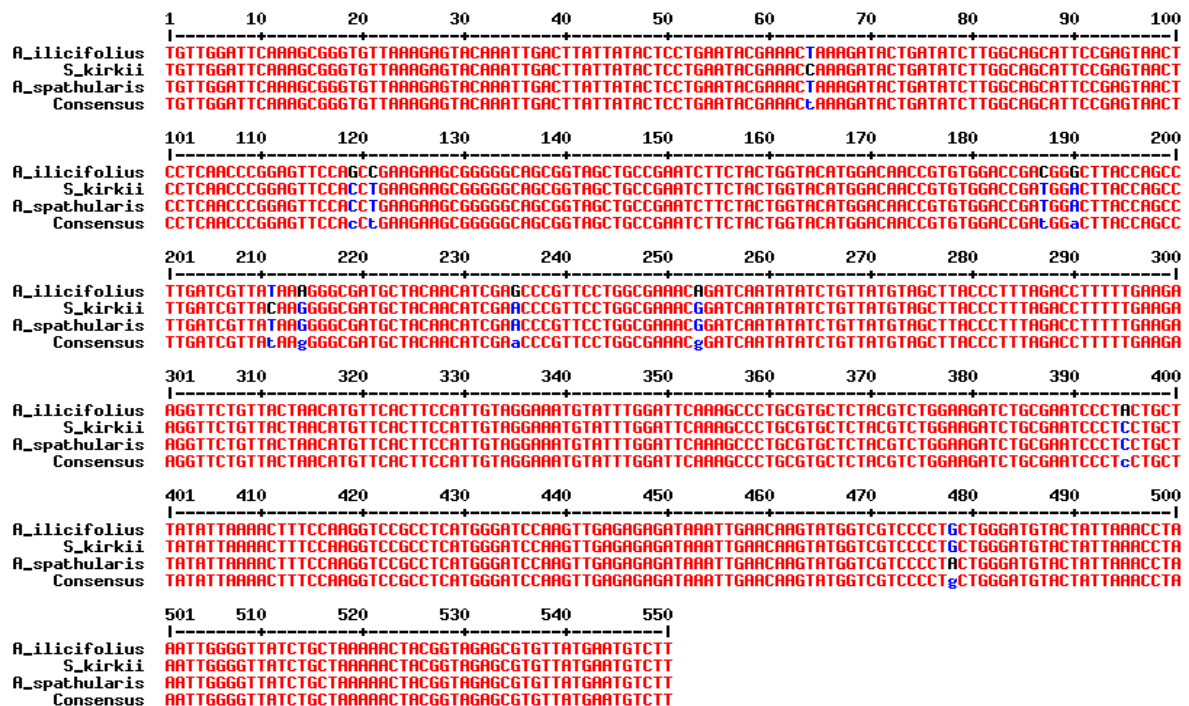 1 10 20 30 40 50 60 70 80 90 100
|--------+---------+---------+---------+---------+---------+---------+---------+---------+---------|
A_ilicifolius TGTTGGATTCAAAGCGGGTGTTAAAGAGTACAAATTGACTTATTATACTCCTGAATACGAAACTAAAGATACTGATATCTTGGCAGCATTCCGAGTAACT
S_kirkii TGTTGGATTCAAAGCGGGTGTTAAAGAGTACAAATTGACTTATTATACTCCTGAATACGAAACCAAAGATACTGATATCTTGGCAGCATTCCGAGTAACT
A_spathularis TGTTGGATTCAAAGCGGGTGTTAAAGAGTACAAATTGACTTATTATACTCCTGAATACGAAACTAAAGATACTGATATCTTGGCAGCATTCCGAGTAACT
Consensus TGTTGGATTCAAAGCGGGTGTTAAAGAGTACAAATTGACTTATTATACTCCTGAATACGAAACtAAAGATACTGATATCTTGGCAGCATTCCGAGTAACT
101 110 120 130 140 150 160 170 180 190 200
|--------+---------+---------+---------+---------+---------+---------+---------+---------+---------|
A_ilicifolius CCTCAACCCGGAGTTCCAGCCGAAGAAGCGGGGGCAGCGGTAGCTGCCGAATCTTCTACTGGTACATGGACAACCGTGTGGACCGACGGGCTTACCAGCC
S_kirkii CCTCAACCCGGAGTTCCACCTGAAGAAGCGGGGGCAGCGGTAGCTGCCGAATCTTCTACTGGTACATGGACAACCGTGTGGACCGATGGACTTACCAGCC
A_spathularis CCTCAACCCGGAGTTCCACCTGAAGAAGCGGGGGCAGCGGTAGCTGCCGAATCTTCTACTGGTACATGGACAACCGTGTGGACCGATGGACTTACCAGCC
Consensus CCTCAACCCGGAGTTCCAcCtGAAGAAGCGGGGGCAGCGGTAGCTGCCGAATCTTCTACTGGTACATGGACAACCGTGTGGACCGAtGGaCTTACCAGCC
201 210 220 230 240 250 260 270 280 290 300
|--------+---------+---------+---------+---------+---------+---------+---------+---------+---------|
A_ilicifolius TTGATCGTTATAAAGGGCGATGCTACAACATCGAGCCCGTTCCTGGCGAAACAGATCAATATATCTGTTATGTAGCTTACCCTTTAGACCTTTTTGAAGA
S_kirkii TTGATCGTTACAAGGGGCGATGCTACAACATCGAACCCGTTCCTGGCGAAACGGATCAATATATCTGTTATGTAGCTTACCCTTTAGACCTTTTTGAAGA
A_spathularis TTGATCGTTATAAGGGGCGATGCTACAACATCGAACCCGTTCCTGGCGAAACGGATCAATATATCTGTTATGTAGCTTACCCTTTAGACCTTTTTGAAGA
Consensus TTGATCGTTAtAAgGGGCGATGCTACAACATCGAaCCCGTTCCTGGCGAAACgGATCAATATATCTGTTATGTAGCTTACCCTTTAGACCTTTTTGAAGA
301 310 320 330 340 350 360 370 380 390 400
|--------+---------+---------+---------+---------+---------+---------+---------+---------+---------|
A_ilicifolius AGGTTCTGTTACTAACATGTTCACTTCCATTGTAGGAAATGTATTTGGATTCAAAGCCCTGCGTGCTCTACGTCTGGAAGATCTGCGAATCCCTACTGCT
S_kirkii AGGTTCTGTTACTAACATGTTCACTTCCATTGTAGGAAATGTATTTGGATTCAAAGCCCTGCGTGCTCTACGTCTGGAAGATCTGCGAATCCCTCCTGCT
A_spathularis AGGTTCTGTTACTAACATGTTCACTTCCATTGTAGGAAATGTATTTGGATTCAAAGCCCTGCGTGCTCTACGTCTGGAAGATCTGCGAATCCCTCCTGCT
Consensus AGGTTCTGTTACTAACATGTTCACTTCCATTGTAGGAAATGTATTTGGATTCAAAGCCCTGCGTGCTCTACGTCTGGAAGATCTGCGAATCCCTcCTGCT
401 410 420 430 440 450 460 470 480 490 500
|--------+---------+---------+---------+---------+---------+---------+---------+---------+---------|
A_ilicifolius TATATTAAAACTTTCCAAGGTCCGCCTCATGGGATCCAAGTTGAGAGAGATAAATTGAACAAGTATGGTCGTCCCCTGCTGGGATGTACTATTAAACCTA
S_kirkii TATATTAAAACTTTCCAAGGTCCGCCTCATGGGATCCAAGTTGAGAGAGATAAATTGAACAAGTATGGTCGTCCCCTGCTGGGATGTACTATTAAACCTA
A_spathularis TATATTAAAACTTTCCAAGGTCCGCCTCATGGGATCCAAGTTGAGAGAGATAAATTGAACAAGTATGGTCGTCCCCTACTGGGATGTACTATTAAACCTA
Consensus TATATTAAAACTTTCCAAGGTCCGCCTCATGGGATCCAAGTTGAGAGAGATAAATTGAACAAGTATGGTCGTCCCCTgCTGGGATGTACTATTAAACCTA
501 510 520 530 540 550
|--------+---------+---------+---------+---------|
A_ilicifolius AATTGGGGTTATCTGCTAAAAACTACGGTAGAGCGTGTTATGAATGTCTT
S_kirkii AATTGGGGTTATCTGCTAAAAACTACGGTAGAGCGTGTTATGAATGTCTT
A_spathularis AATTGGGGTTATCTGCTAAAAACTACGGTAGAGCGTGTTATGAATGTCTT
Consensus AATTGGGGTTATCTGCTAAAAACTACGGTAGAGCGTGTTATGAATGTCTT